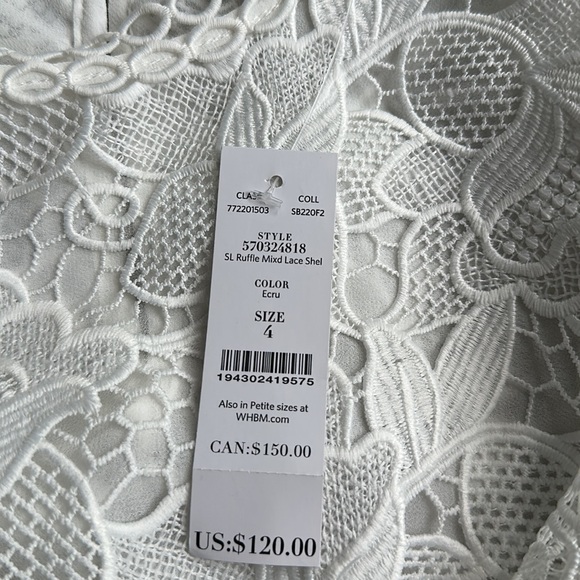 CLASS COLL
772201503 SB220F2
STYLE
570324818
SL Ruffle Mixd Lace Shel
COLOR
Ecru
SIZE
4
194302419575
Also in Petite sizes at
WHBM.com
CAN:$150.00
US:$120.00